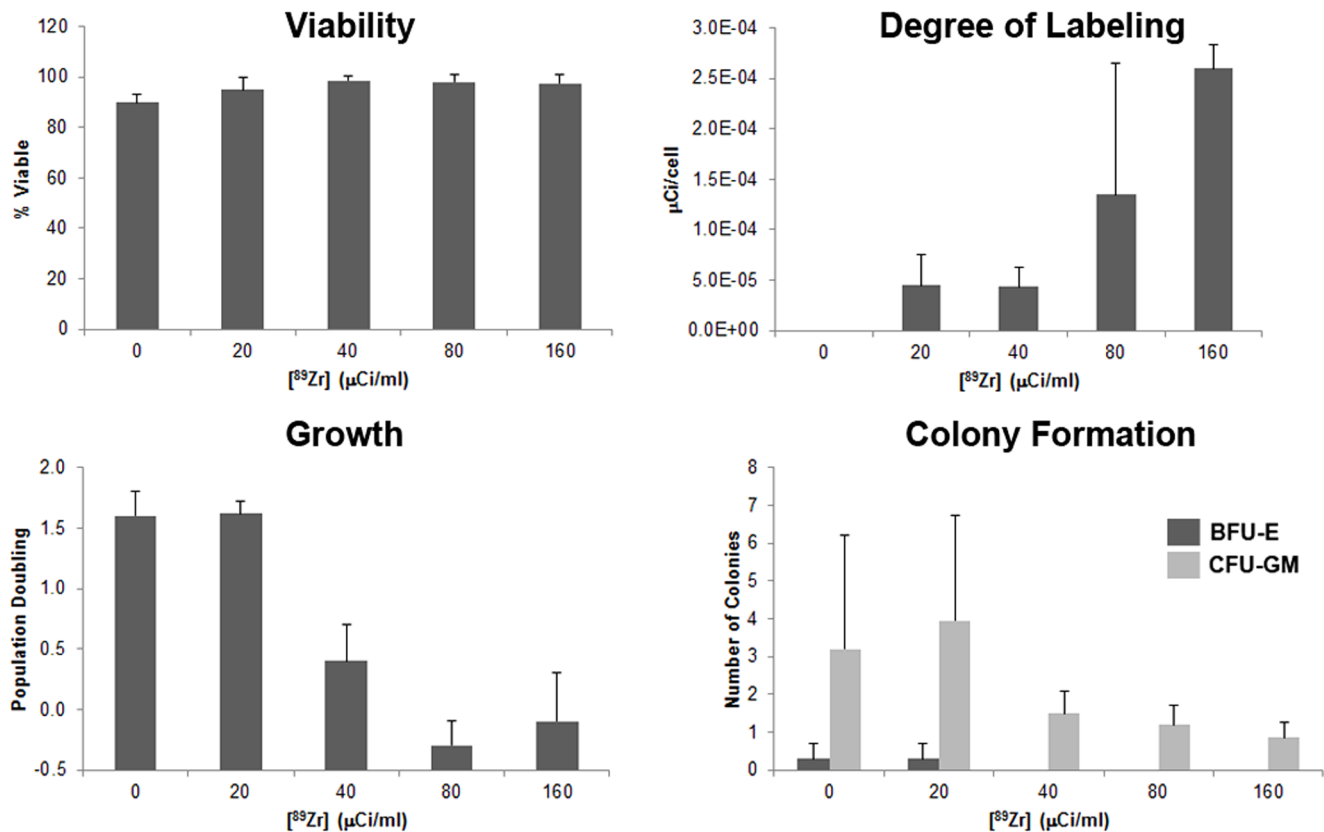 Viability
120
100
80
60
40
20
0
% Viable
0 20 40 80 160
[⁸⁹Zr] (µCi/ml)
Degree of Labeling
3.0E-04
2.5E-04
2.0E-04
1.5E-04
1.0E-04
5.0E-05
0.0E+00
µCi/cell
0 20 40 80 160
[⁸⁹Zr] (µCi/ml)
Growth
2.0
1.5
1.0
0.5
0.0
-0.5
Population Doubling
0 20 40 80 160
[⁸⁹Zr] (µCi/ml)
Colony Formation
8
7
6
5
4
3
2
1
0
Number of Colonies
BFU-E
CFU-GM
0 20 40 80 160
[⁸⁹Zr] (µCi/ml)